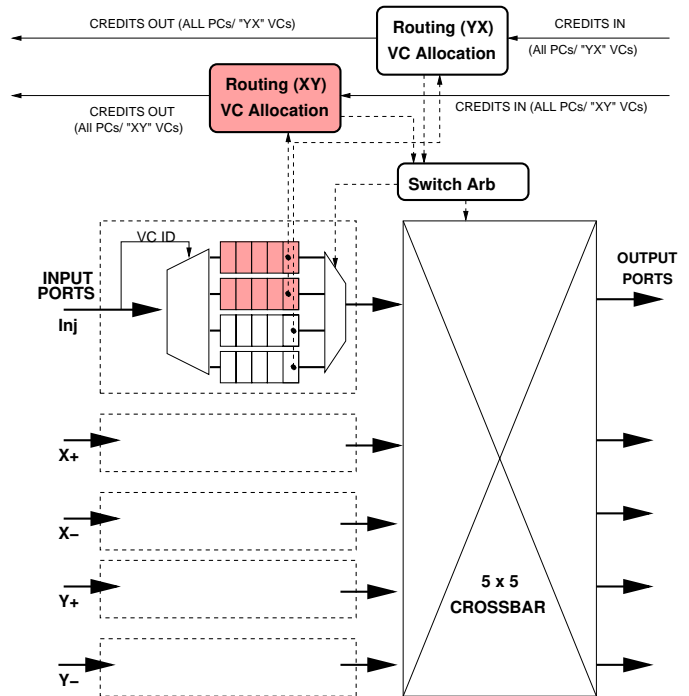 CREDITS OUT (ALL PCs/ "YX" VCs)
Routing (YX)
VC Allocation
CREDITS IN
(All PCs/ "YX" VCs)
Routing (XY)
VC Allocation
CREDITS OUT
(All PCs/ "XY" VCs)
CREDITS IN (ALL PCs/ "XY" VCs)
Switch Arb
VC ID
INPUT
PORTS
Inj
OUTPUT
PORTS
X+
X−
Y+
Y−
5 x 5
CROSSBAR